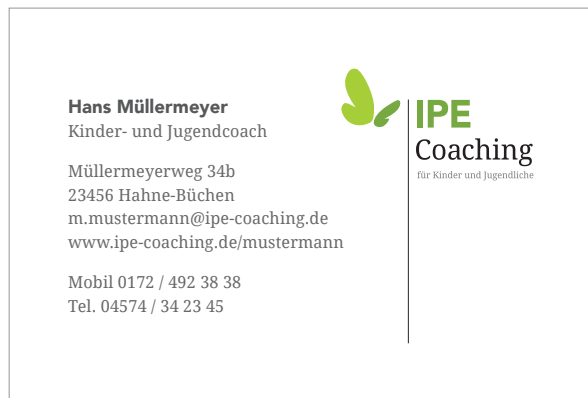 Hans Müllermeyer
Kinder- und Jugendcoach
Müllermeyerweg 34b
23456 Hahne-Büchen
m.mustermann@ipe-coaching.de
www.ipe-coaching.de/mustermann
Mobil 0172 / 492 38 38
Tel. 04574 / 34 23 45
IPE
Coaching
für Kinder und Jugendliche